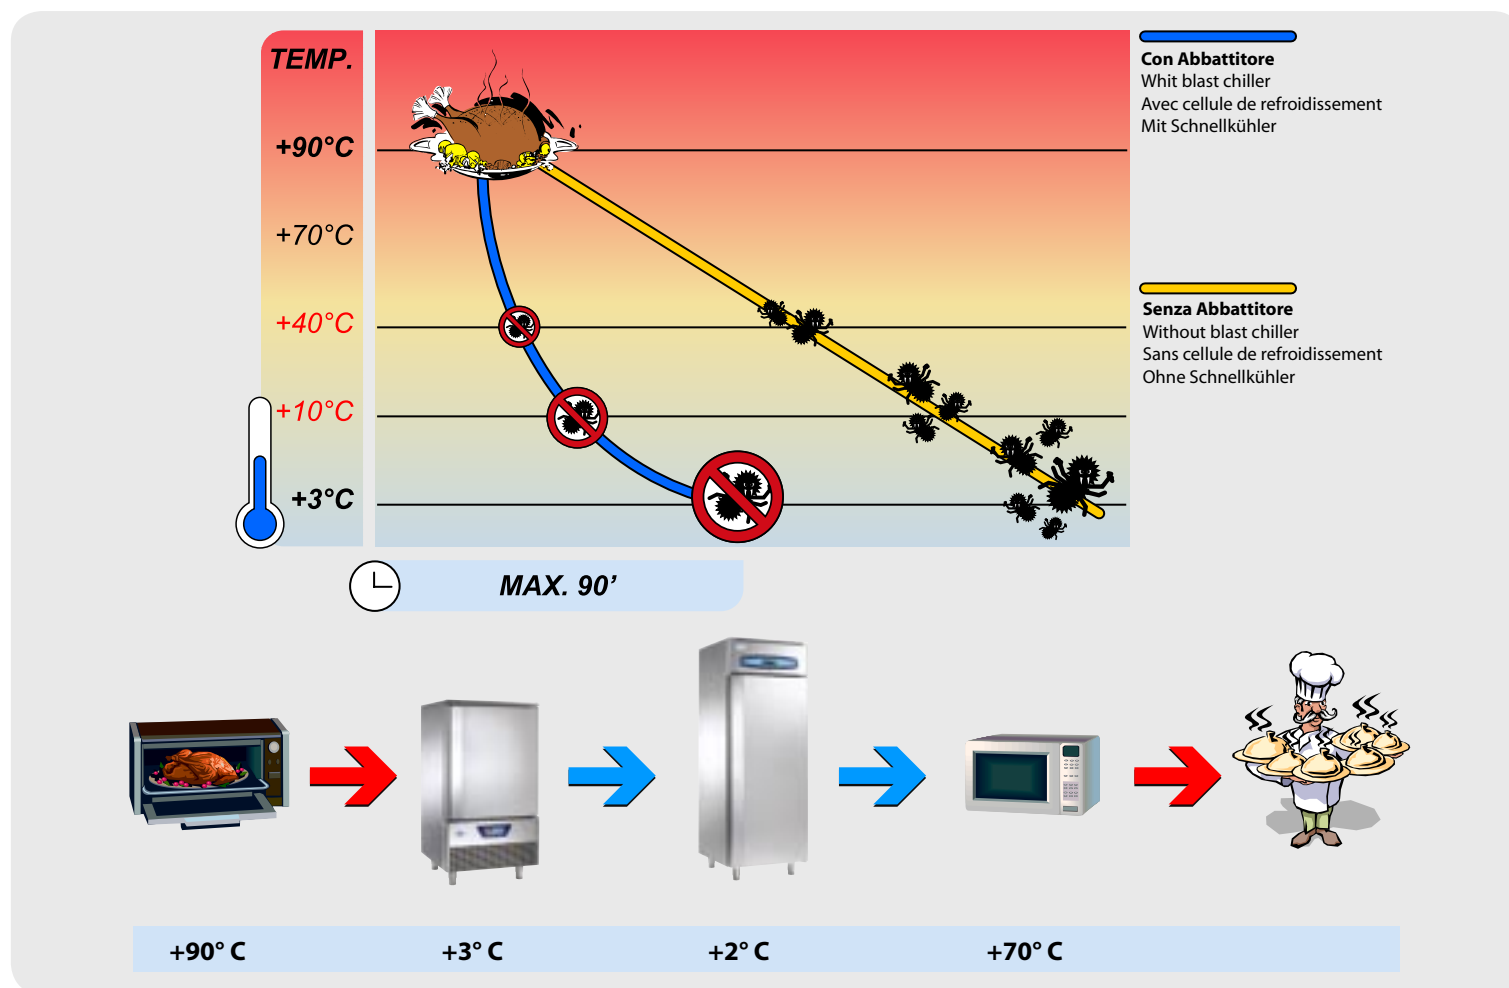 TEMP.
+90°C
+70°C
+40°C
+10°C
+3°C
Con Abbattitore
Whit blast chiller
Avec cellule de refroidissement
Mit Schnellkühler
Senza Abbattitore
Without blast chiller
Sans cellule de refroidissement
Ohne Schnellkühler
MAX. 90’
+90° C
+3° C
+2° C
+70° C